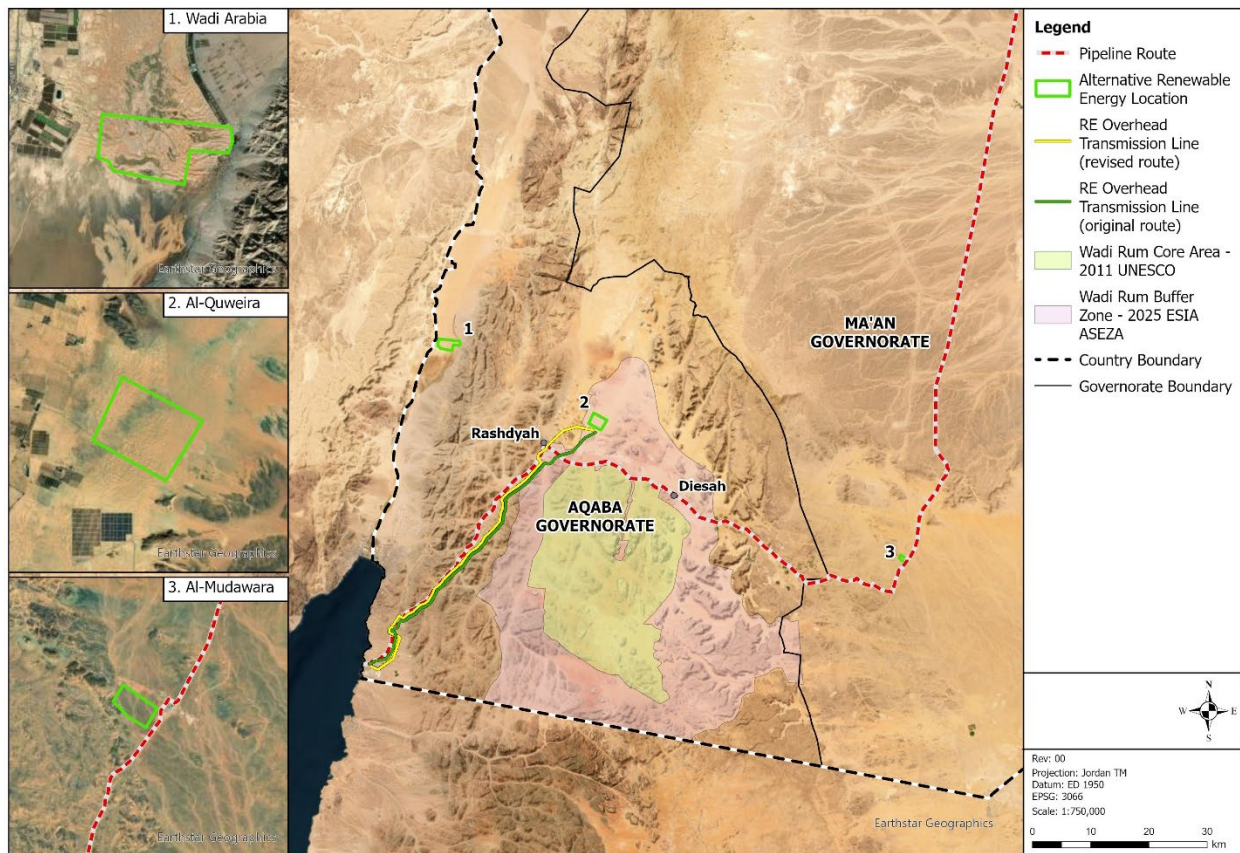 1. Wadi Arabia
Earthstar Geographics
2. Al-Quweira
Earthstar Geographics
3. Al-Mudawara
1
2
Rashdyah
Diesah
AQABA
GOVERNORATE
MA'AN
GOVERNORATE
3
Earthstar Geographics
Legend
Pipeline Route
Alternative Renewable
Energy Location
RE Overhead
Transmission Line
(revised route)
RE Overhead
Transmission Line
(original route)
Wadi Rum Core Area -
2011 UNESCO
Wadi Rum Buffer
Zone - 2025 ESIA
ASEZA
Country Boundary
Governorate Boundary
N
W E
S
Rev: 00
Projection: Jordan TM
Datum: ED 1950
EPSG: 3066
Scale: 1:750,000
0 10 20 30
km
Earthstar Geographics